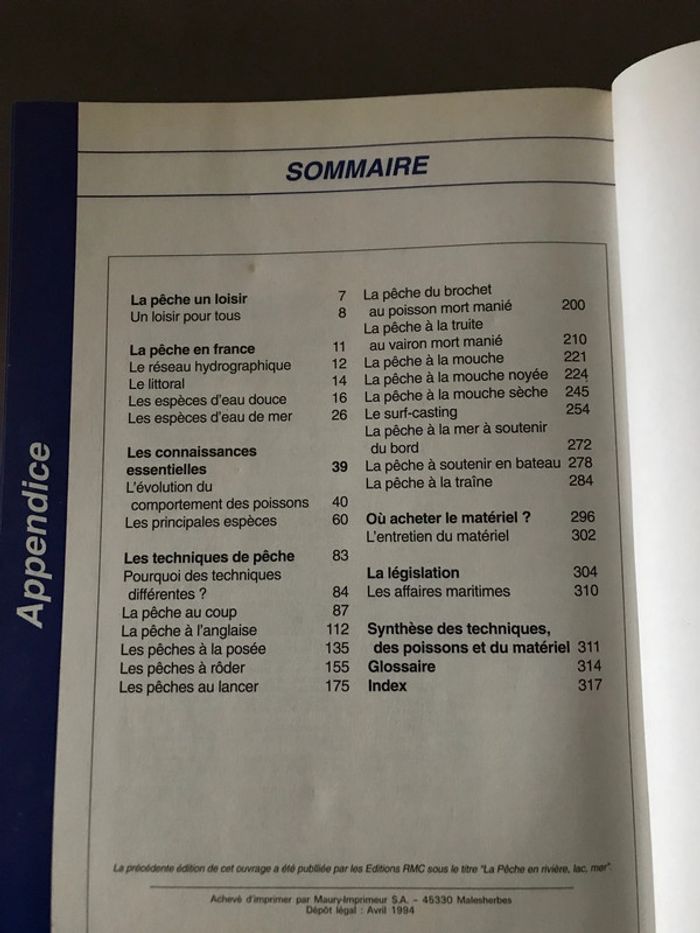 Appendice
SOMMAIRE
La pêche un loisir 7
Un loisir pour tous 8
La pêche en france 11
Le réseau hydrographique 12
Le littoral 14
Les espèces d'eau douce 16
Les espèces d'eau de mer 26
Les connaissances
essentielles 39
L'évolution du
comportement des poissons 40
Les principales espèces 60
Les techniques de pêche 83
Pourquoi des techniques
différentes ? 84
La pêche au coup 87
La pêche à l'anglaise 112
Les pêches à la posée 135
Les pêches à rôder 155
Les pêches au lancer 175
La pêche du brochet
au poisson mort manié 200
La pêche à la truite
au vairon mort manié 210
La pêche à la mouche 221
La pêche à la mouche noyée 224
La pêche à la mouche sèche 245
Le surf-casting 254
La pêche à la mer à soutenir
du bord 272
La pêche à soutenir en bateau 278
La pêche à la traîne 284
Où acheter le matériel ? 296
L'entretien du matériel 302
La législation 304
Les affaires maritimes 310
Synthèse des techniques,
des poissons et du matériel 311
Glossaire 314
Index 317
La précédente édition de cet ouvrage a été publiée par les Editions RMC sous le titre "La Pêche en rivière, lac, mer".
Achevé d'imprimer par Maury-Imprimeur S.A. - 45330 Malesherbes
Dépôt légal : Avril 1994